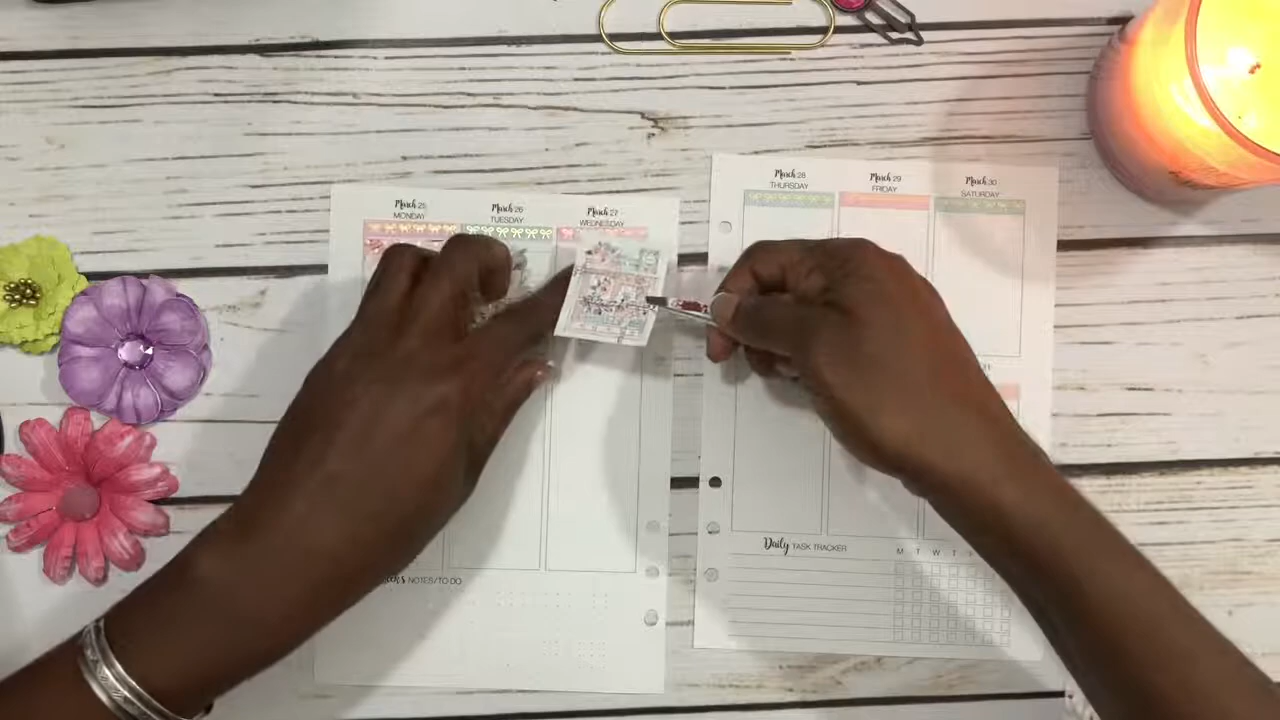 March 25
MONDAY
March 26
TUESDAY
March 27
WEDNESDAY
March 28
THURSDAY
March 29
FRIDAY
March 30
SATURDAY
NOTES/TO DO
Daily TASK TRACKER
M T W T